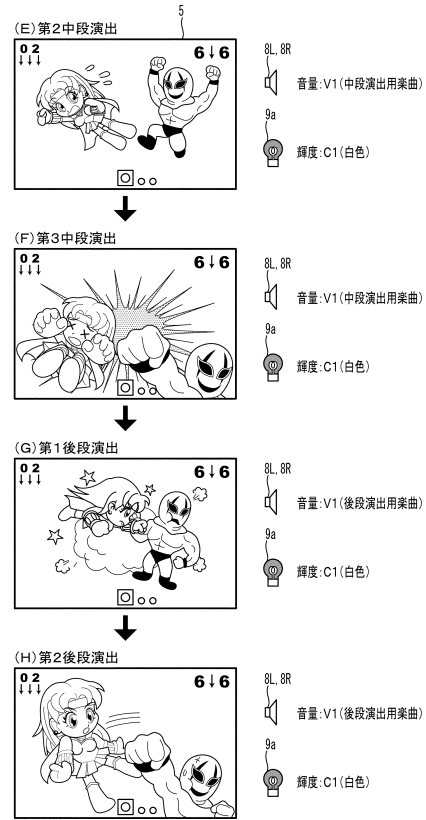 5
(E)第2中段演出
0 2
↓↓↓
6↓6
8L, 8R
音量:V1(中段演出用楽曲)
9a
輝度:C1(白色)
(F)第3中段演出
0 2
↓↓↓
6↓6
8L, 8R
音量:V1(中段演出用楽曲)
9a
輝度:C1(白色)
(G)第1後段演出
0 2
↓↓↓
6↓6
8L, 8R
音量:V1(後段演出用楽曲)
9a
輝度:C1(白色)
(H)第2後段演出
0 2
↓↓↓
6↓6
8L, 8R
音量:V1(後段演出用楽曲)
9a
輝度:C1(白色)